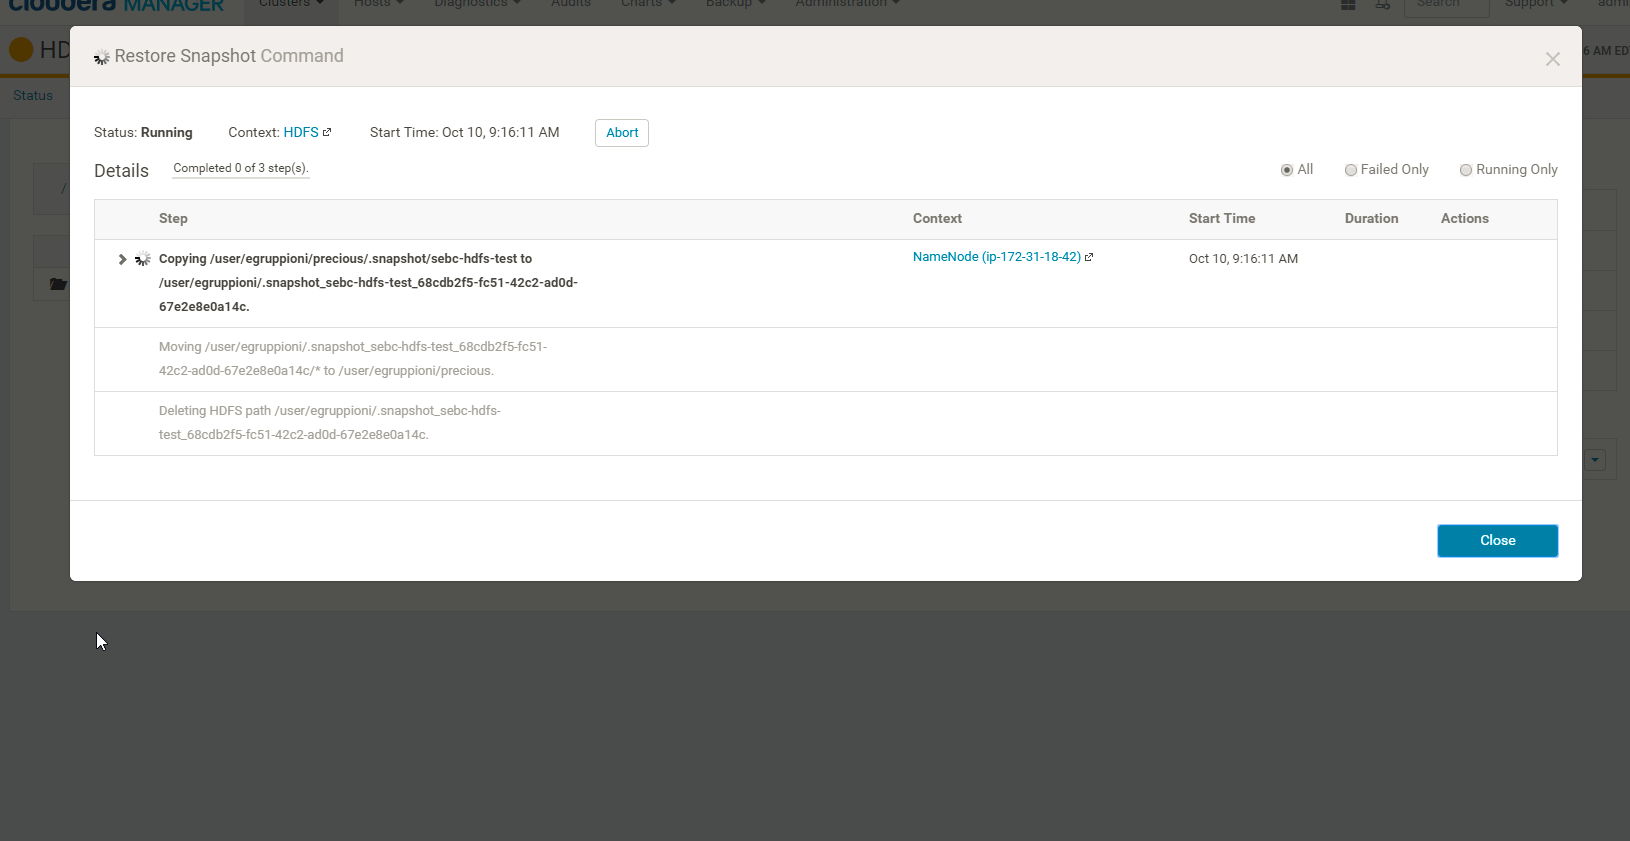 cloudera MANAGER Clusters Hosts Diagnostics Audits Charts Backup Administration Search Support
HD
6 AM
Status
/
Restore Snapshot Command
Status: Running Context: HDFS Start Time: Oct 10, 9:16:11 AM Abort
Details Completed 0 of 3 step(s). All Failed Only Running Only
Step Context Start Time Duration Actions
Copying /user/egruppioni/precious/.snapshot/sebc-hdfs-test to NameNode (ip-172-31-18-42) Oct 10, 9:16:11 AM
/user/egruppioni/.snapshot_sebc-hdfs-test_68cdb2f5-fc51-42c2-ad0d-
67e2e8e0a14c.
Moving /user/egruppioni/.snapshot_sebc-hdfs-test_68cdb2f5-fc51-
42c2-ad0d-67e2e8e0a14c/* to /user/egruppioni/precious.
Deleting HDFS path /user/egruppioni/.snapshot_sebc-hdfs-
test_68cdb2f5-fc51-42c2-ad0d-67e2e8e0a14c.
Close